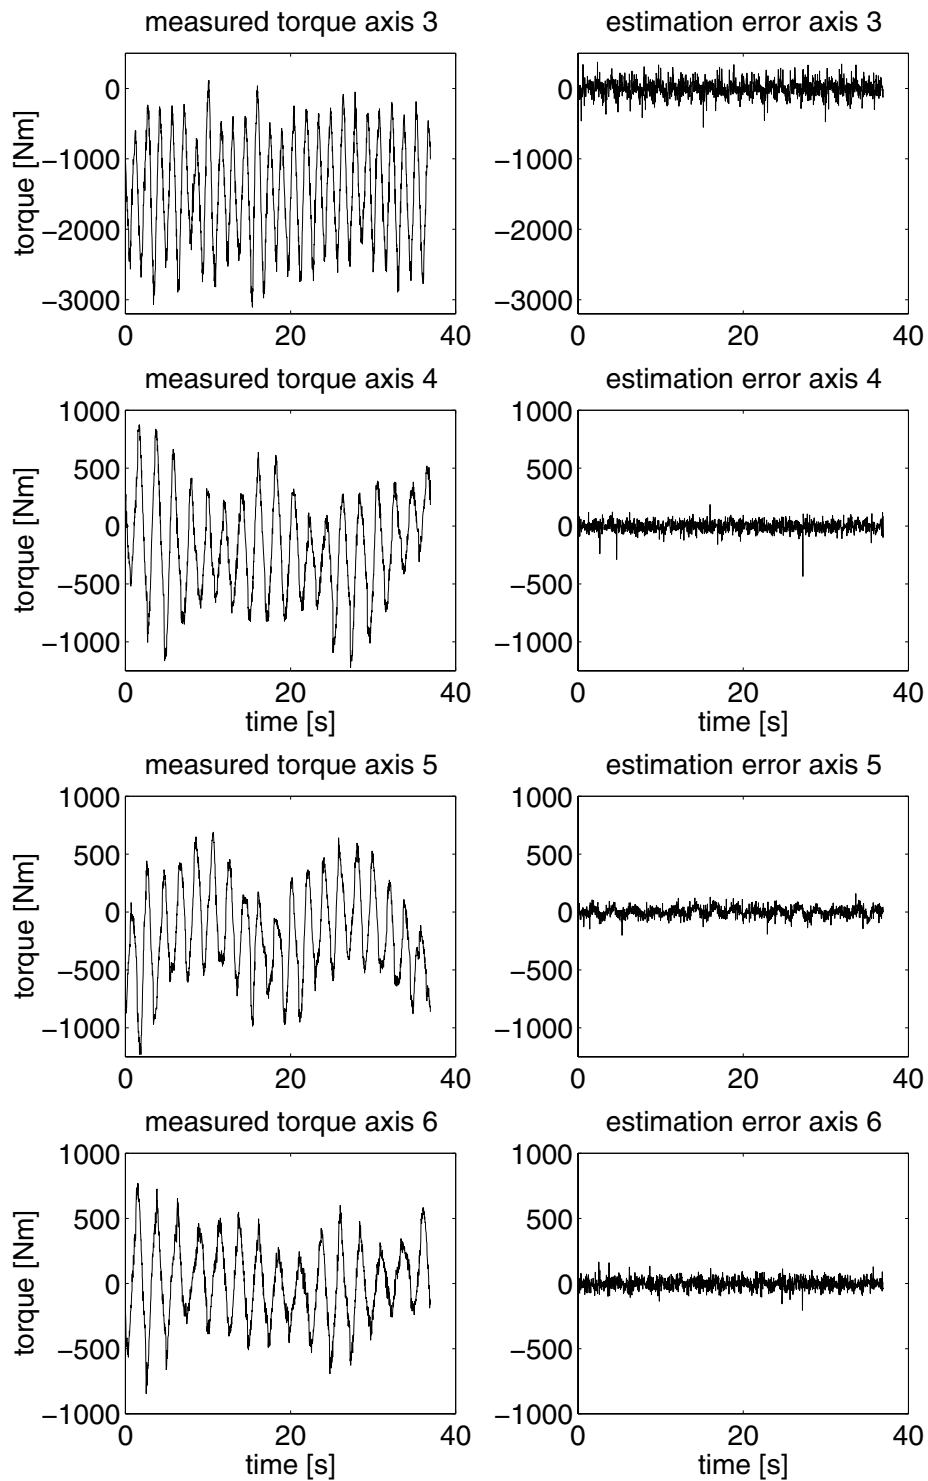 measured torque axis 3
estimation error axis 3
torque [Nm]
0
−1000
−2000
−3000
0 20 40
0
−1000
−2000
−3000
0 20 40
measured torque axis 4
estimation error axis 4
torque [Nm]
1000
500
0
−500
−1000
0 20 40
time [s]
1000
500
0
−500
−1000
0 20 40
time [s]
measured torque axis 5
estimation error axis 5
torque [Nm]
1000
500
0
−500
−1000
0 20 40
1000
500
0
−500
−1000
0 20 40
measured torque axis 6
estimation error axis 6
torque [Nm]
1000
500
0
−500
−1000
0 20 40
time [s]
1000
500
0
−500
−1000
0 20 40
time [s]